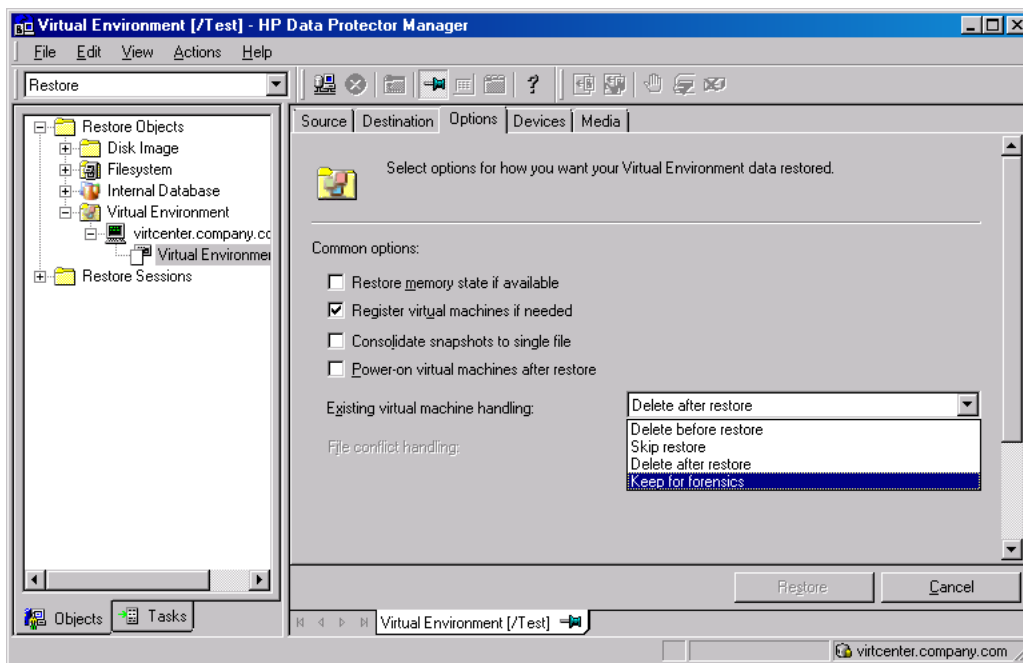 Virtual Environment [/Test] - HP Data Protector Manager
File Edit View Actions Help
Restore
Restore Objects
Disk Image
Filesystem
Internal Database
Virtual Environment
virtcenter.company.cc
Virtual Environmer
Restore Sessions
Objects Tasks
Source Destination Options Devices Media
Select options for how you want your Virtual Environment data restored.
Common options:
Restore memory state if available
Register virtual machines if needed
Consolidate snapshots to single file
Power-on virtual machines after restore
Existing virtual machine handling: Delete after restore
Delete before restore
Skip restore
Delete after restore
Keep for forensics
File conflict handling:
Restore Cancel
Virtual Environment [/Test]
virtcenter.company.com